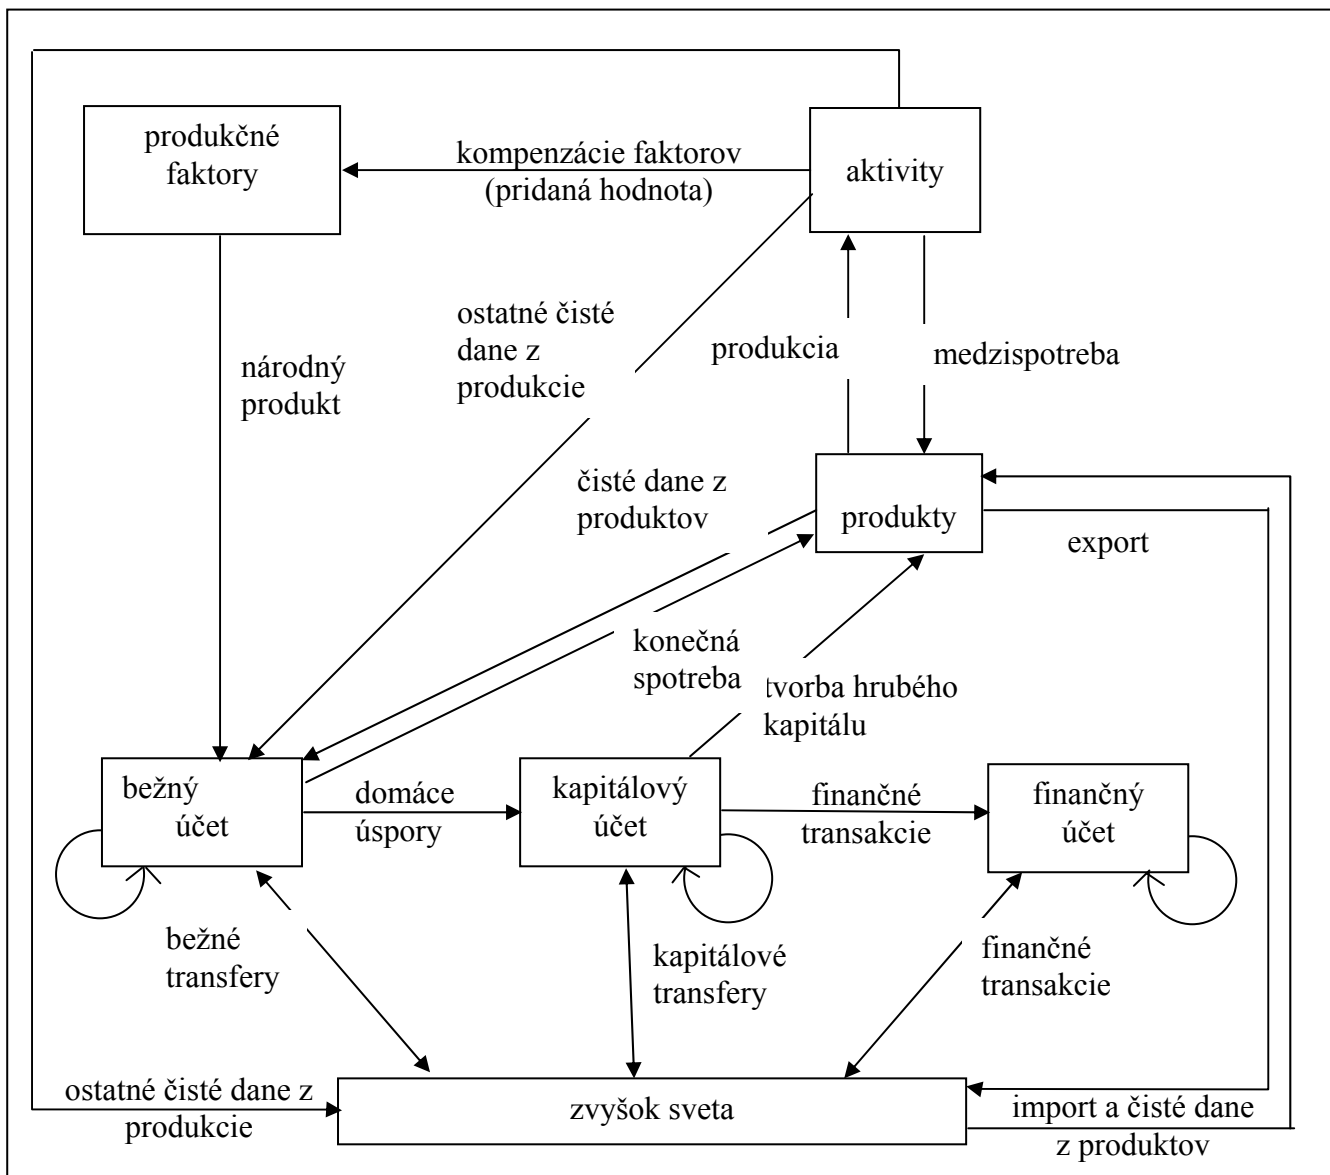 produkčné
faktory
kompenzácie faktorov
(pridaná hodnota)
aktivity
ostatné čisté
dane z
produkcie
produkcia
medzispotreba
národný
produkt
čisté dane z
produktov
produkty
export
konečná
spotreba
tvorba hrubého
kapitálu
bežný
účet
domáce
úspory
kapitálový
účet
finančné
transakcie
finančný
účet
bežné
transfery
kapitálové
transfery
finančné
transakcie
ostatné čisté dane z
produkcie
zvyšok sveta
import a čisté dane
z produktov